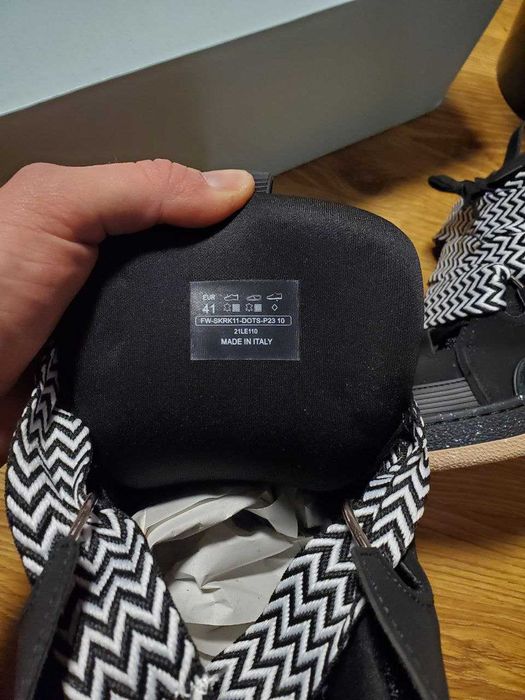 EUR
41
FW-SKRK11-DOTS-P23 10
21LE110
MADE IN ITALY